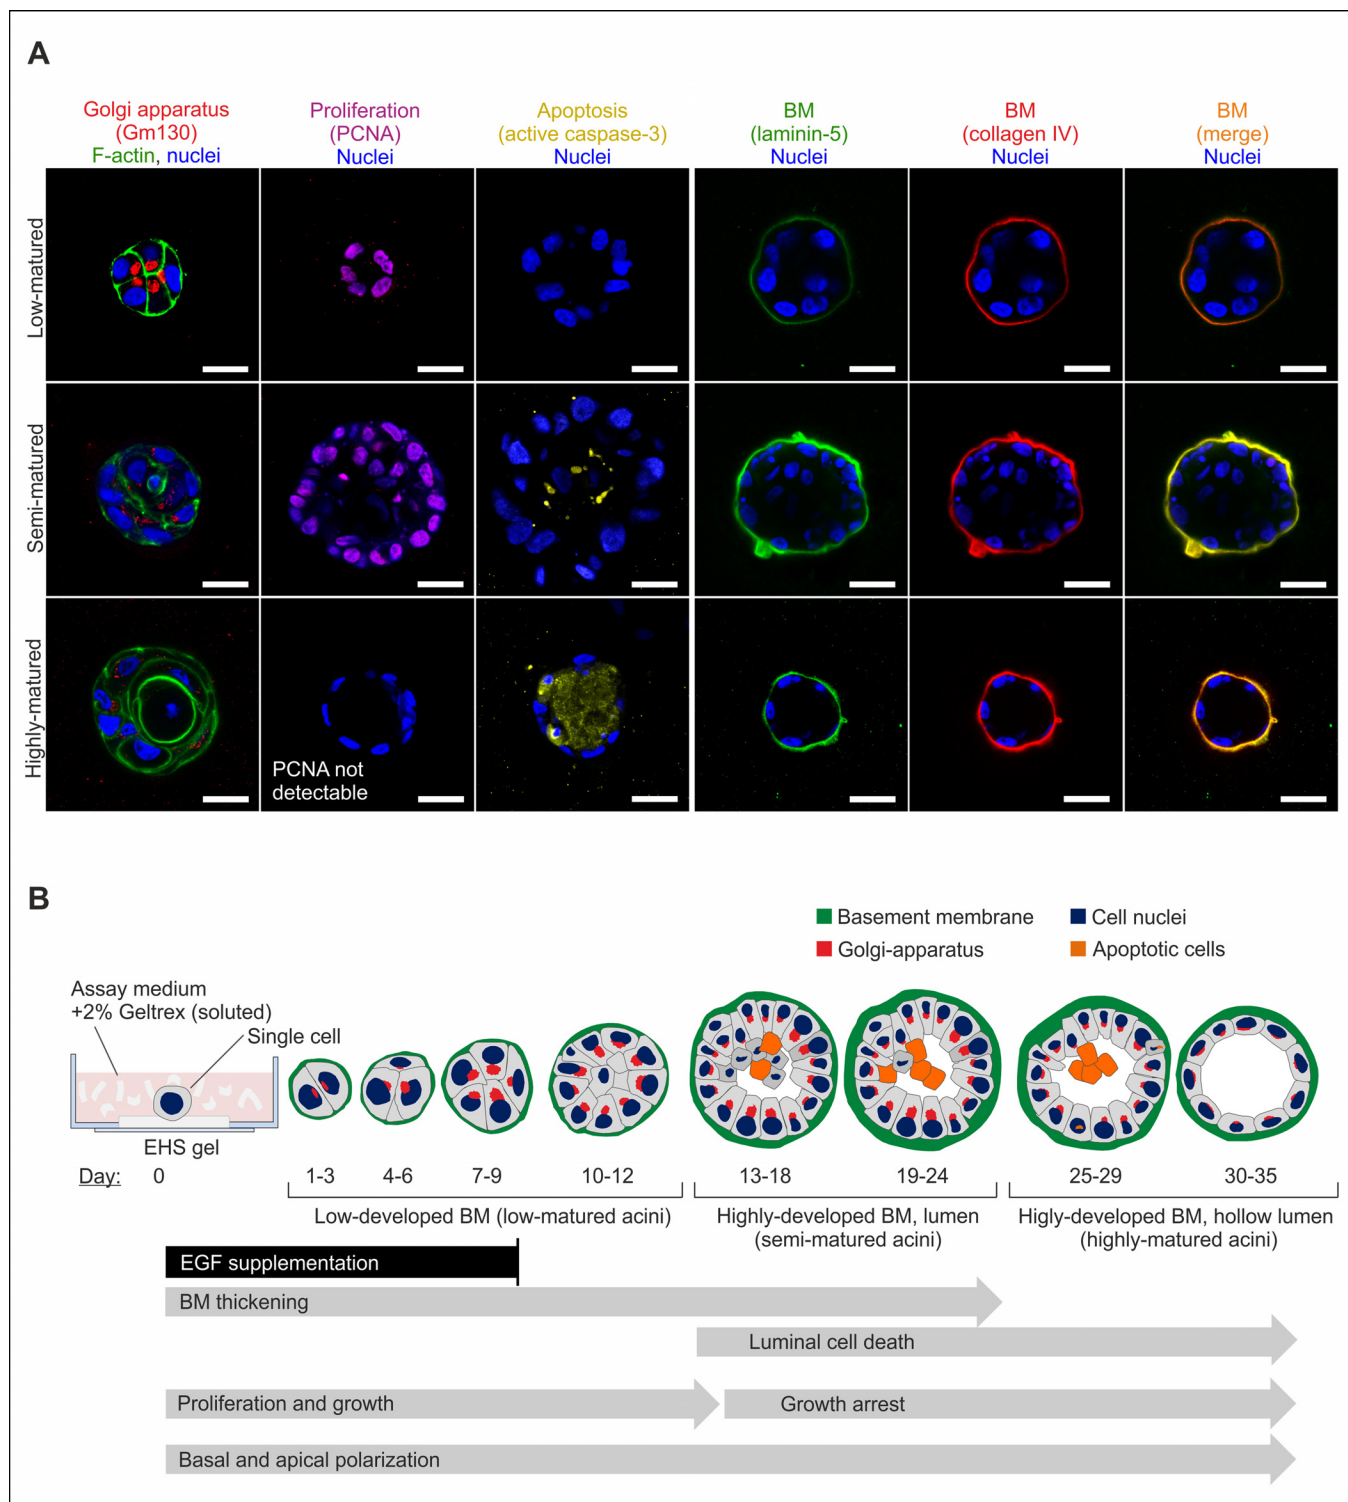 A
Golgi apparatus
(Gm130)
F-actin, nuclei
Proliferation
(PCNA)
Nuclei
Apoptosis
(active caspase-3)
Nuclei
BM
(laminin-5)
Nuclei
BM
(collagen IV)
Nuclei
BM
(merge)
Nuclei
Low-matured
Semi-matured
Highly-matured
PCNA not
detectable
B
Basement membrane
Cell nuclei
Golgi-apparatus
Apoptotic cells
Assay medium
+2% Geltrex (soluted)
Single cell
EHS gel
Day: 0 1-3 4-6 7-9 10-12 13-18 19-24 25-29 30-35
Low-developed BM (low-matured acini)
Highly-developed BM, lumen
(semi-matured acini)
Higly-developed BM, hollow lumen
(highly-matured acini)
EGF supplementation
BM thickening
Luminal cell death
Proliferation and growth
Growth arrest
Basal and apical polarization